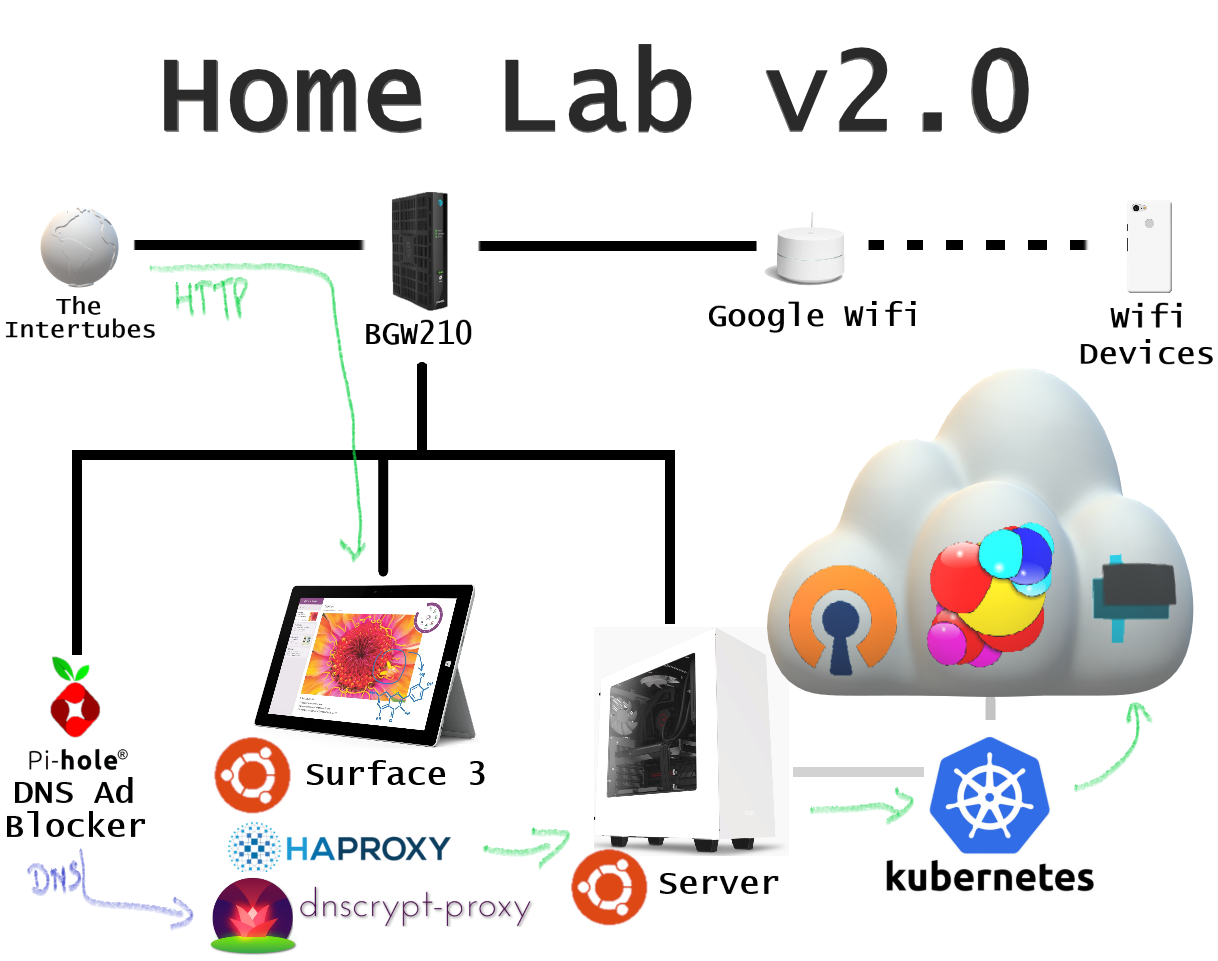 Home Lab v2.0
The
Intertubes
HTTP
BGW210
Google Wifi
Wifi
Devices
Pi-hole®
DNS Ad
Blocker
DNS
Surface 3
HAPROXY
dnscrypt-proxy
Server
kubernetes